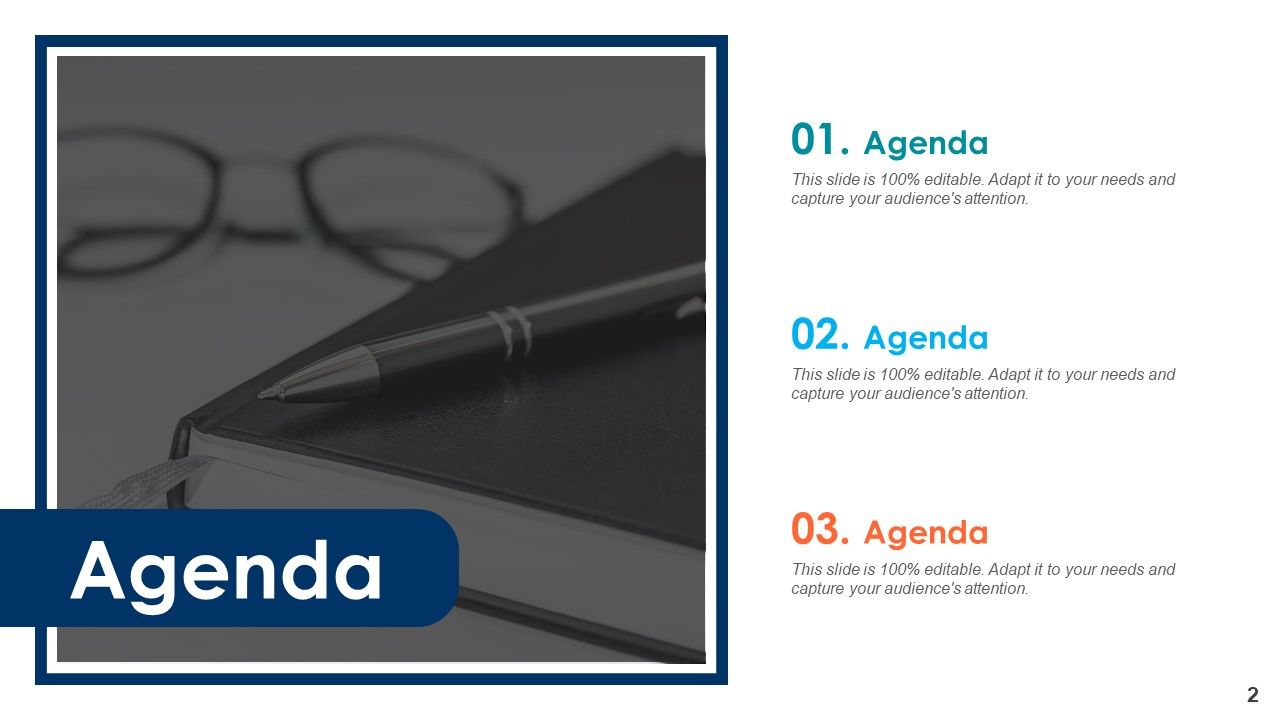 Agenda
01. Agenda
This slide is 100% editable. Adapt it to your needs and
capture your audience's attention.
02. Agenda
This slide is 100% editable. Adapt it to your needs and
capture your audience's attention.
03. Agenda
This slide is 100% editable. Adapt it to your needs and
capture your audience's attention.
2